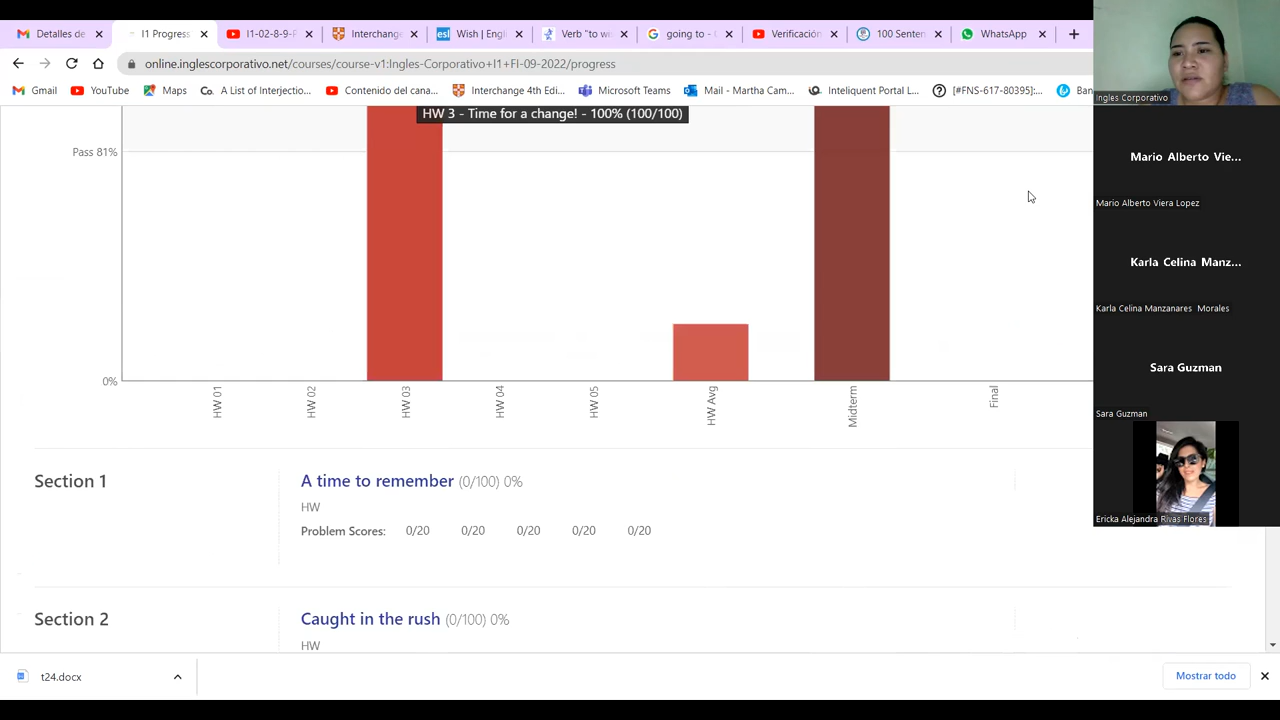 Detalles de
I1 Progress
I1-02-8-9-F
Interchange
Wish | Engl
Verb "to wo
going to - C
Verificación
100 Senten
WhatsApp
online.inglescorporativo.net/courses/course-v1:Ingles-Corporativo+I1+FI-09-2022/progress
Gmail
YouTube
Maps
A List of Interjectio...
Contenido del cana...
Interchange 4th Edi...
Microsoft Teams
Mail - Martha Cam...
Inteliquent Portal L...
[#FNS-617-80395]:...
Ban
HW 3 - Time for a change! - 100% (100/100)
Pass 81%
0%
HW 01
HW 02
HW 03
HW 04
HW 05
HW Avg
Midterm
Final
Section 1
A time to remember (0/100) 0%
HW
Problem Scores: 0/20 0/20 0/20 0/20 0/20
Section 2
Caught in the rush (0/100) 0%
HW
t24.docx
Mostrar todo
Ingles Corporativo
Mario Alberto Vie...
Mario Alberto Viera Lopez
Karla Celina Manz...
Karla Celina Manzanares Morales
Sara Guzman
Sara Guzman
Ericka Alejandra Rivas Flores